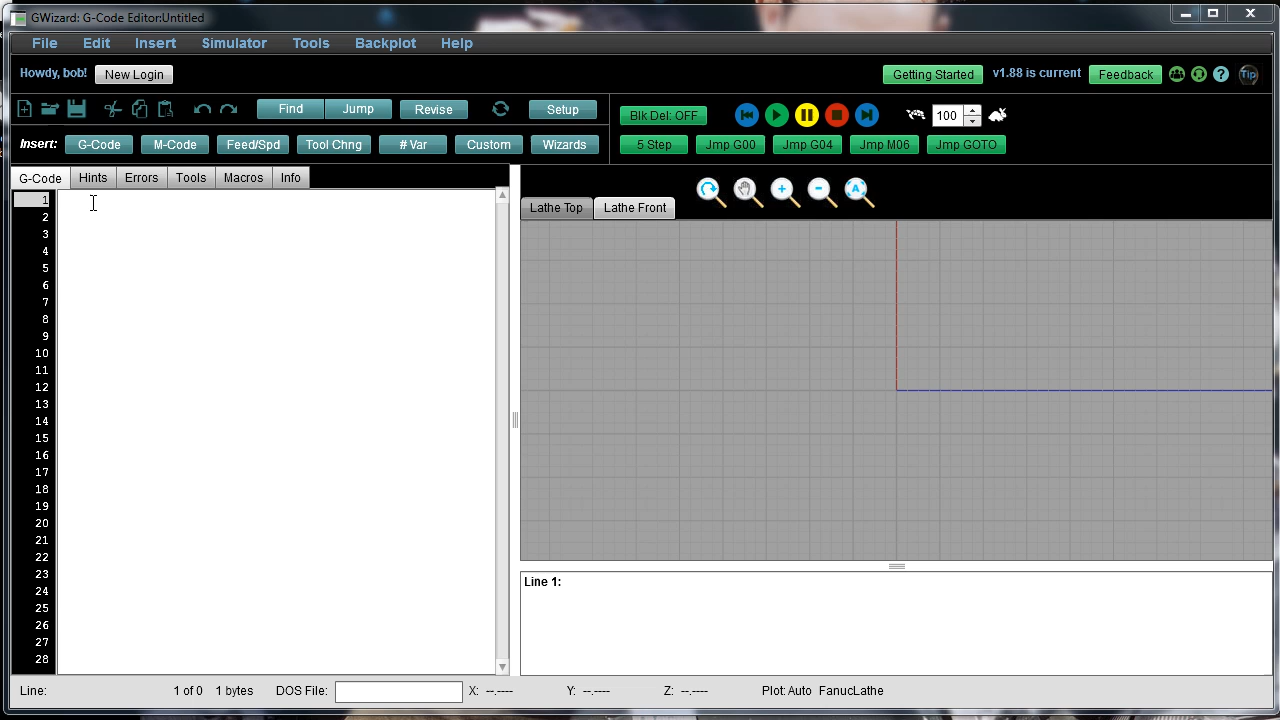 GWizard: G-Code Editor:Untitled
File Edit Insert Simulator Tools Backplot Help
Howdy, bob! New Login Getting Started v1.88 is current Feedback ? Tip
Find Jump Revise Setup Blk Del: OFF 100
Insert: G-Code M-Code Feed/Spd Tool Chng # Var Custom Wizards 5 Step Jmp G00 Jmp G04 Jmp M06 Jmp GOTO
G-Code Hints Errors Tools Macros Info
A
Lathe Top Lathe Front
1
2
3
4
5
6
7
8
9
10
11
12
13
14
15
16
17
18
19
20
21
22
23
24
25
26
27
28
Line 1:
Line: 1 of 0 1 bytes DOS File: X: --.---- Y: --.---- Z: --.---- Plot: Auto FanucLathe